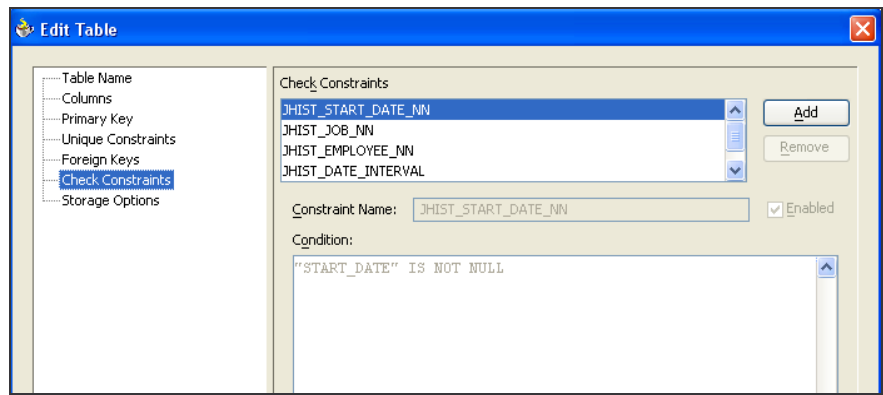 Edit Table
Table Name
Columns
Primary Key
Unique Constraints
Foreign Keys
Check Constraints
Storage Options
Check Constraints
JHIST_START_DATE_NN
JHIST_JOB_NN
JHIST_EMPLOYEE_NN
JHIST_DATE_INTERVAL
Add
Remove
Constraint Name: JHIST_START_DATE_NN Enabled
Condition:
"START_DATE" IS NOT NULL